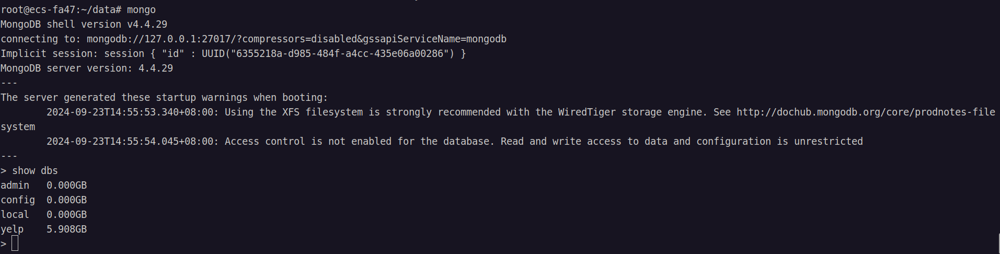 root@ecs-fa47:~/data# mongo
MongoDB shell version v4.4.29
connecting to: mongodb://127.0.0.1:27017/?compressors=disabled&gssapiServiceName=mongodb
Implicit session: session { "id" : UUID("6355218a-d985-484f-a4cc-435e06a00286") }
MongoDB server version: 4.4.29
---
The server generated these startup warnings when booting:
        2024-09-23T14:55:53.340+08:00: Using the XFS filesystem is strongly recommended with the WiredTiger storage engine. See http://dochub.mongodb.org/core/prodnotes-file
system
        2024-09-23T14:55:54.045+08:00: Access control is not enabled for the database. Read and write access to data and configuration is unrestricted
---
> show dbs
admin   0.000GB
config  0.000GB
local   0.000GB
yelp    5.908GB
>